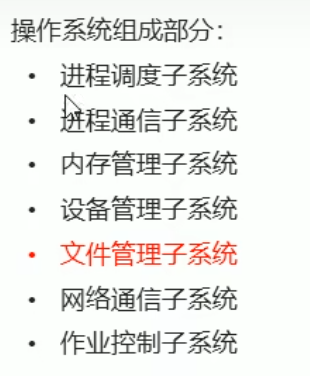 操作系统组成部分：
• 进程调度子系统
• 进程通信子系统
• 内存管理子系统
• 设备管理子系统
• 文件管理子系统
• 网络通信子系统
• 作业控制子系统